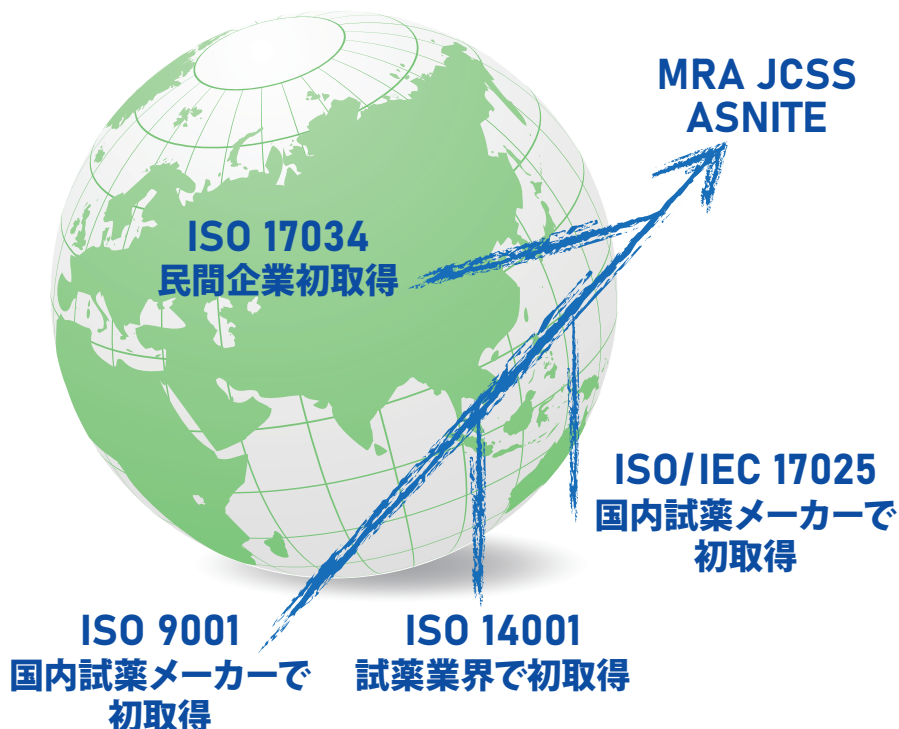 MRA JCSS
ASNITE
ISO 17034
民間企業初取得
ISO/IEC 17025
国内試薬メーカーで
初取得
ISO 9001
国内試薬メーカーで
初取得
ISO 14001
試薬業界で初取得